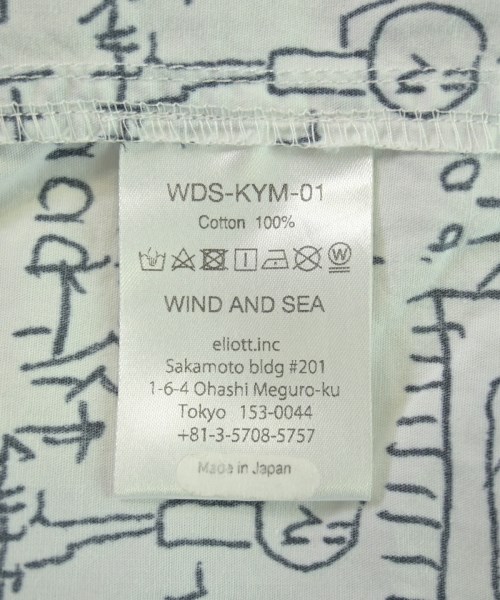 WDS-KYM-01
Cotton 100%
W
WIND AND SEA
eliott.inc
Sakamoto bldg #201
1-6-4 Ohashi Meguro-ku
Tokyo 153-0044
+81-3-5708-5757
Made in Japan